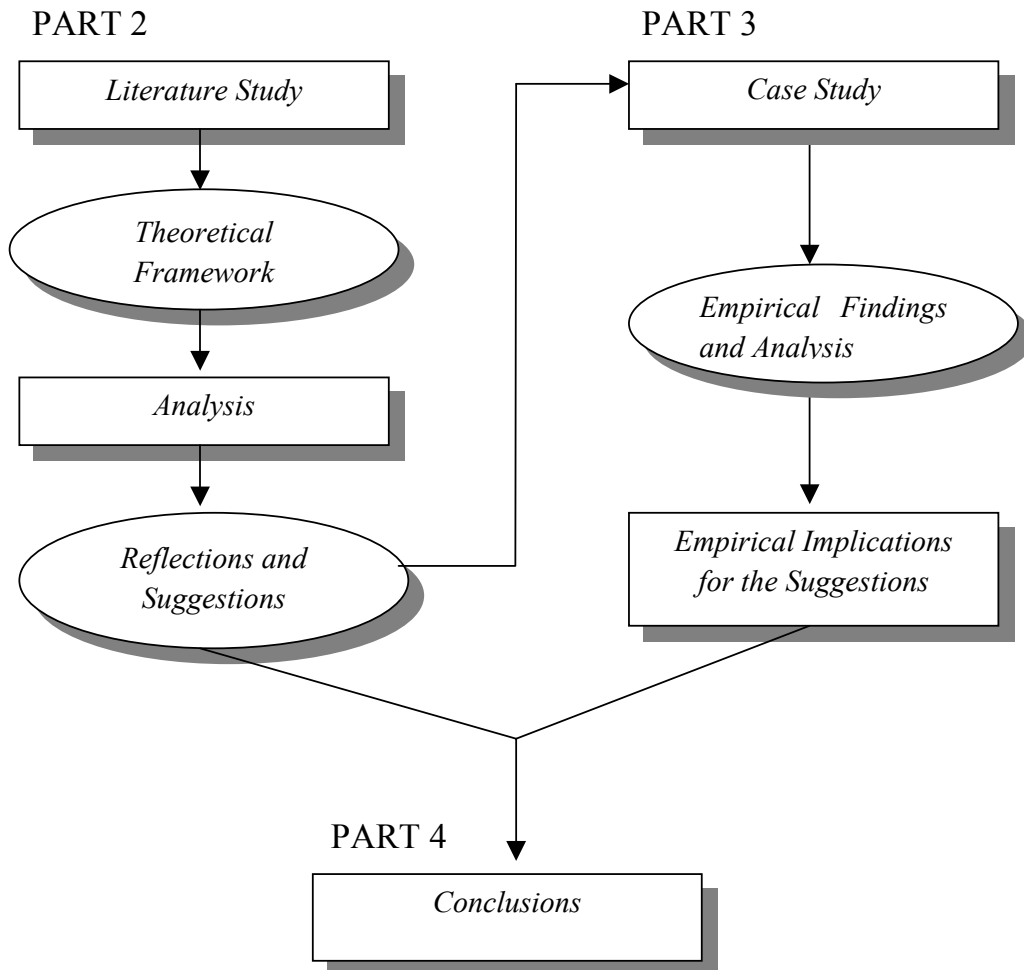 PART 2
Literature Study
Theoretical
Framework
Analysis
Reflections and
Suggestions
PART 3
Case Study
Empirical Findings
and Analysis
Empirical Implications
for the Suggestions
PART 4
Conclusions